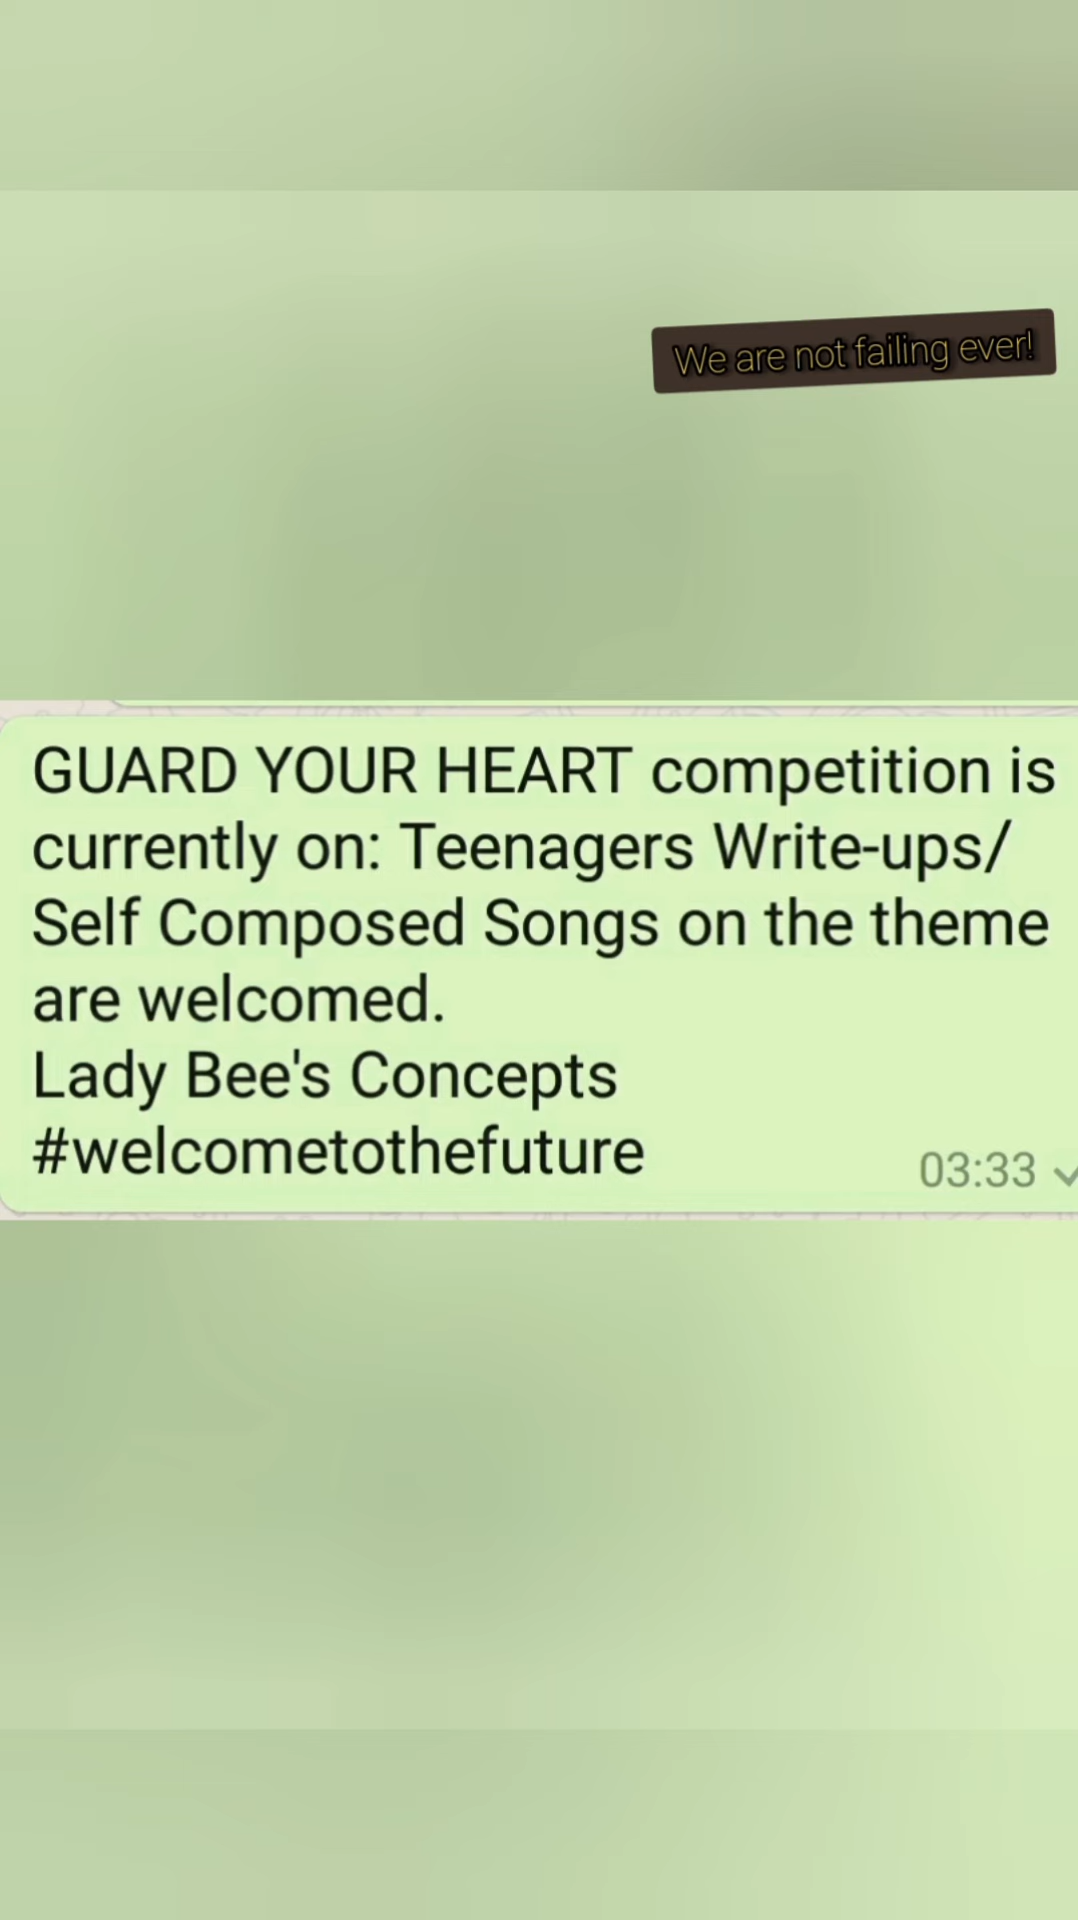 We are not failing ever!
GUARD YOUR HEART competition is
currently on: Teenagers Write-ups/
Self Composed Songs on the theme
are welcomed.
Lady Bee's Concepts
#welcometothefuture
03:33